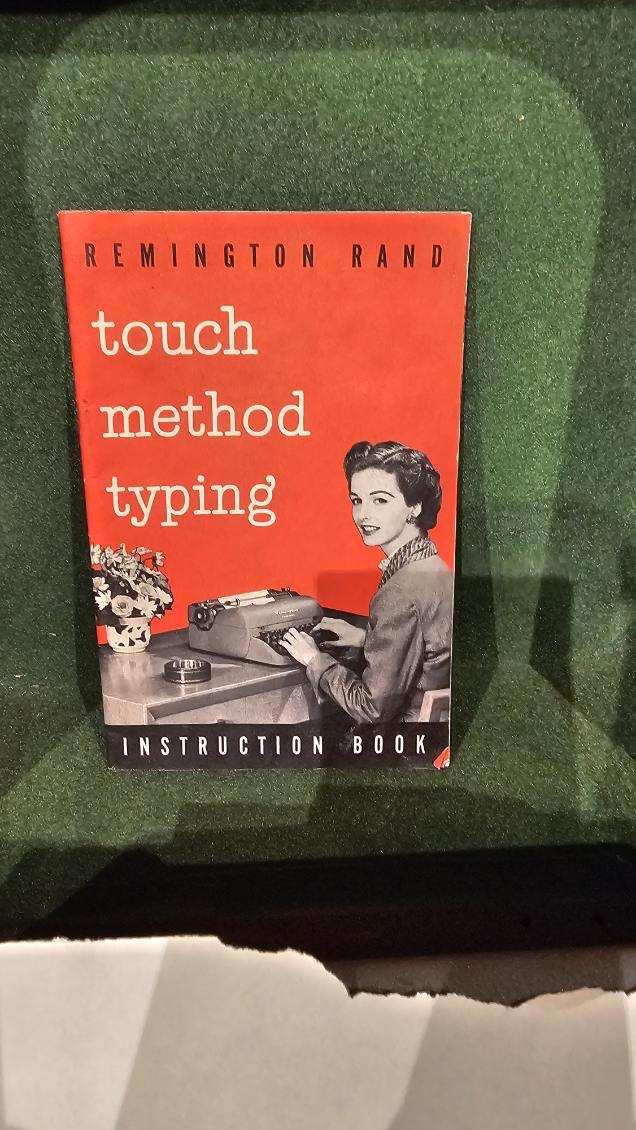 REMINGTON RAND
touch
method
typing
INSTRUCTION BOOK